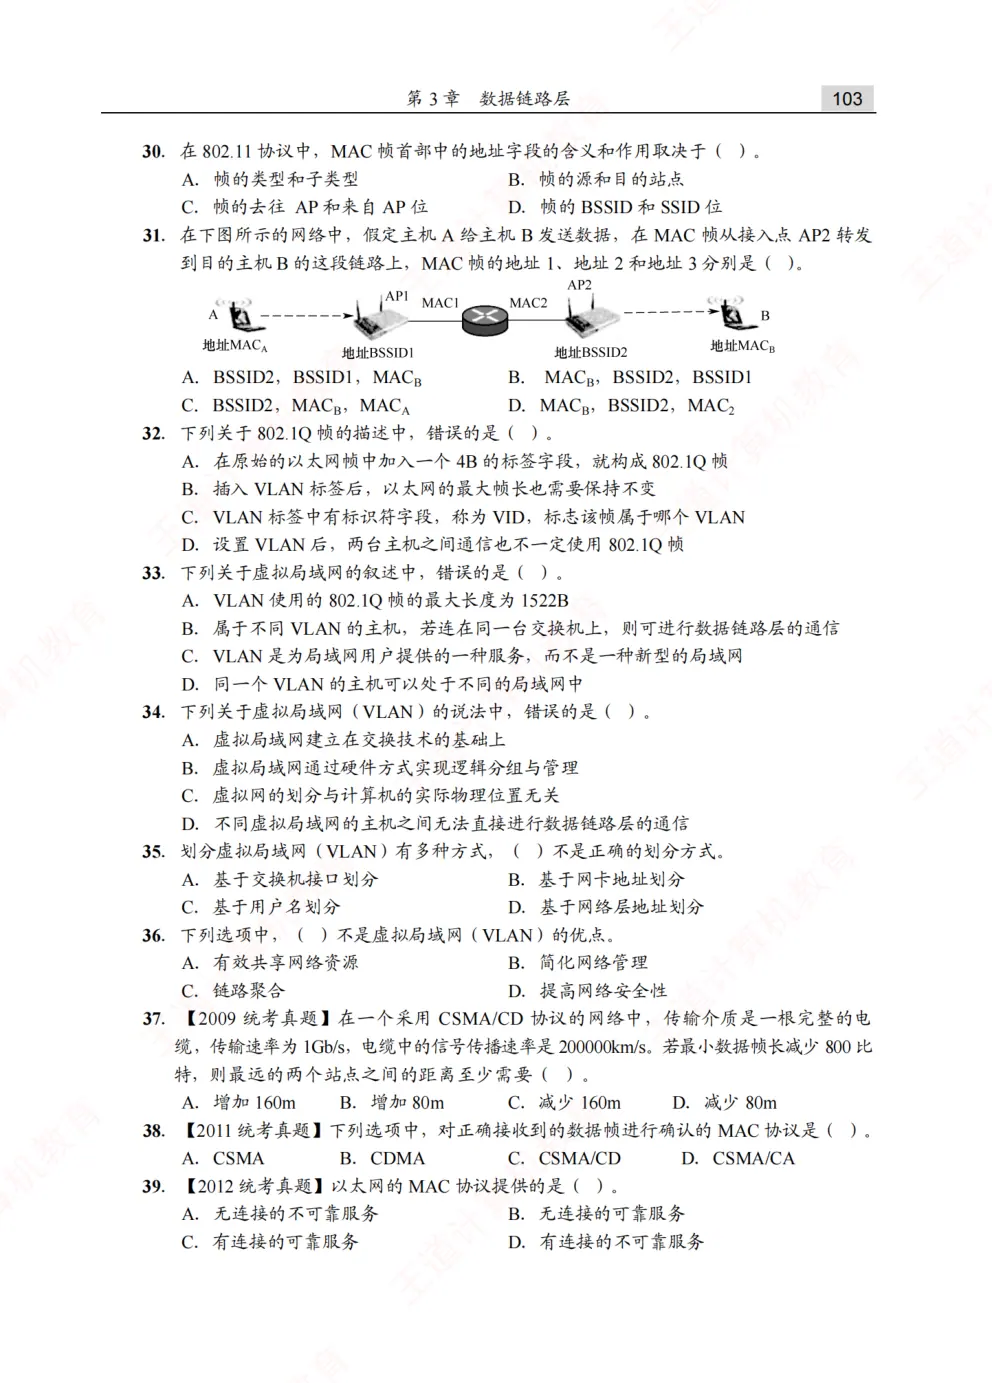 第 3 章 数据链路层 103
30. 在 802.11 协议中，MAC 帧首部中的地址字段的含义和作用取决于（ ）。
A. 帧的类型和子类型 B. 帧的源和目的站点
C. 帧的去往 AP 和来自 AP 位 D. 帧的 BSSID 和 SSID 位
31. 在下图所示的网络中，假定主机 A 给主机 B 发送数据，在 MAC 帧从接入点 AP2 转发
到目的主机 B 的这段链路上，MAC 帧的地址 1、地址 2 和地址 3 分别是（ ）。
AP1 MAC1 MAC2 AP2
A B
地址MACA 地址BSSID1 地址BSSID2 地址MACB
A. BSSID2，BSSID1，MACB B. MACB，BSSID2，BSSID1
C. BSSID2，MACB，MACA D. MACB，BSSID2，MAC2
32. 下列关于 802.1Q 帧的描述中，错误的是（ ）。
A. 在原始的以太网帧中加入一个 4B 的标签字段，就构成 802.1Q 帧
B. 插入 VLAN 标签后，以太网的最大帧长也需要保持不变
C. VLAN 标签中有标识符字段，称为 VID，标志该帧属于哪个 VLAN
D. 设置 VLAN 后，两台主机之间通信也不一定使用 802.1Q 帧
33. 下列关于虚拟局域网的叙述中，错误的是（ ）。
A. VLAN 使用的 802.1Q 帧的最大长度为 1522B
B. 属于不同 VLAN 的主机，若连在同一台交换机上，则可进行数据链路层的通信
C. VLAN 是为局域网用户提供的一种服务，而不是一种新型的局域网
D. 同一个 VLAN 的主机可以处于不同的局域网中
34. 下列关于虚拟局域网（VLAN）的说法中，错误的是（ ）。
A. 虚拟局域网建立在交换技术的基础上
B. 虚拟局域网通过硬件方式实现逻辑分组与管理
C. 虚拟网的划分与计算机的实际物理位置无关
D. 不同虚拟局域网的主机之间无法直接进行数据链路层的通信
35. 划分虚拟局域网（VLAN）有多种方式，（ ）不是正确的划分方式。
A. 基于交换机接口划分 B. 基于网卡地址划分
C. 基于用户名划分 D. 基于网络层地址划分
36. 下列选项中，（ ）不是虚拟局域网（VLAN）的优点。
A. 有效共享网络资源 B. 简化网络管理
C. 链路聚合 D. 提高网络安全性
37. 【2009 统考真题】在一个采用 CSMA/CD 协议的网络中，传输介质是一根完整的电
缆，传输速率为 1Gb/s，电缆中的信号传播速率是 200000km/s。若最小数据帧长减少 800 比
特，则最远的两个站点之间的距离至少需要（ ）。
A. 增加 160m B. 增加 80m C. 减少 160m D. 减少 80m
38. 【2011 统考真题】下列选项中，对正确接收到的数据帧进行确认的 MAC 协议是（ ）。
A. CSMA B. CDMA C. CSMA/CD D. CSMA/CA
39. 【2012 统考真题】以太网的 MAC 协议提供的是（ ）。
A. 无连接的不可靠服务 B. 无连接的可靠服务
C. 有连接的可靠服务 D. 有连接的不可靠服务